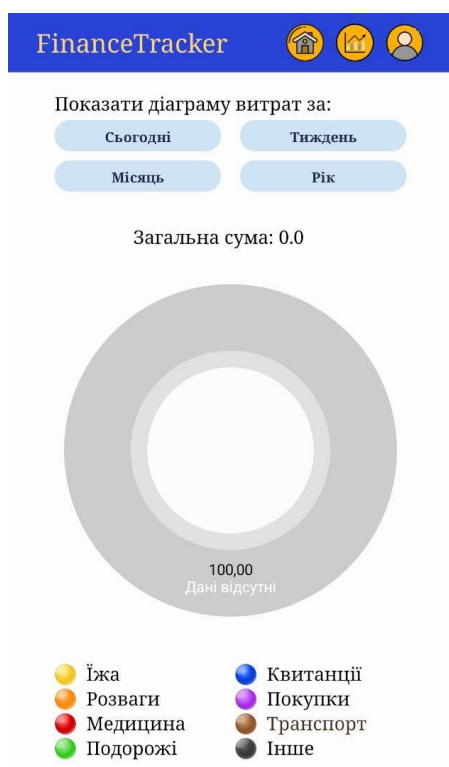 FinanceTracker
Показати діаграму витрат за:
Сьогодні Тиждень
Місяць Рік
Загальна сума: 0.0
100,00
Дані відсутні
Їжа Квитанції
Розваги Покупки
Медицина Транспорт
Подорожі Інше